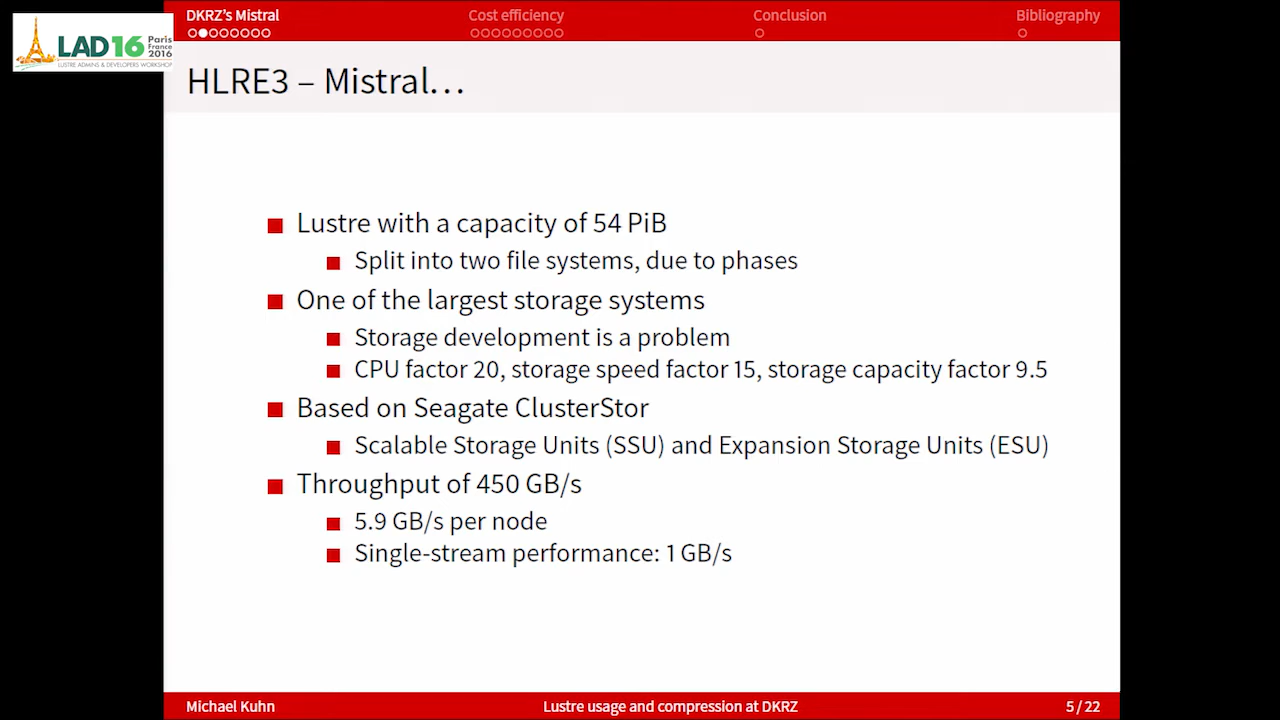 DKRZ's Mistral
Cost efficiency
Conclusion
Bibliography
LAD16 Paris France 2016
LUSTRE ADMINS & DEVELOPERS WORKSHOP
HLRE3 – Mistral…
Lustre with a capacity of 54 PiB
Split into two file systems, due to phases
One of the largest storage systems
Storage development is a problem
CPU factor 20, storage speed factor 15, storage capacity factor 9.5
Based on Seagate ClusterStor
Scalable Storage Units (SSU) and Expansion Storage Units (ESU)
Throughput of 450 GB/s
5.9 GB/s per node
Single-stream performance: 1 GB/s
Michael Kuhn
Lustre usage and compression at DKRZ
5 / 22